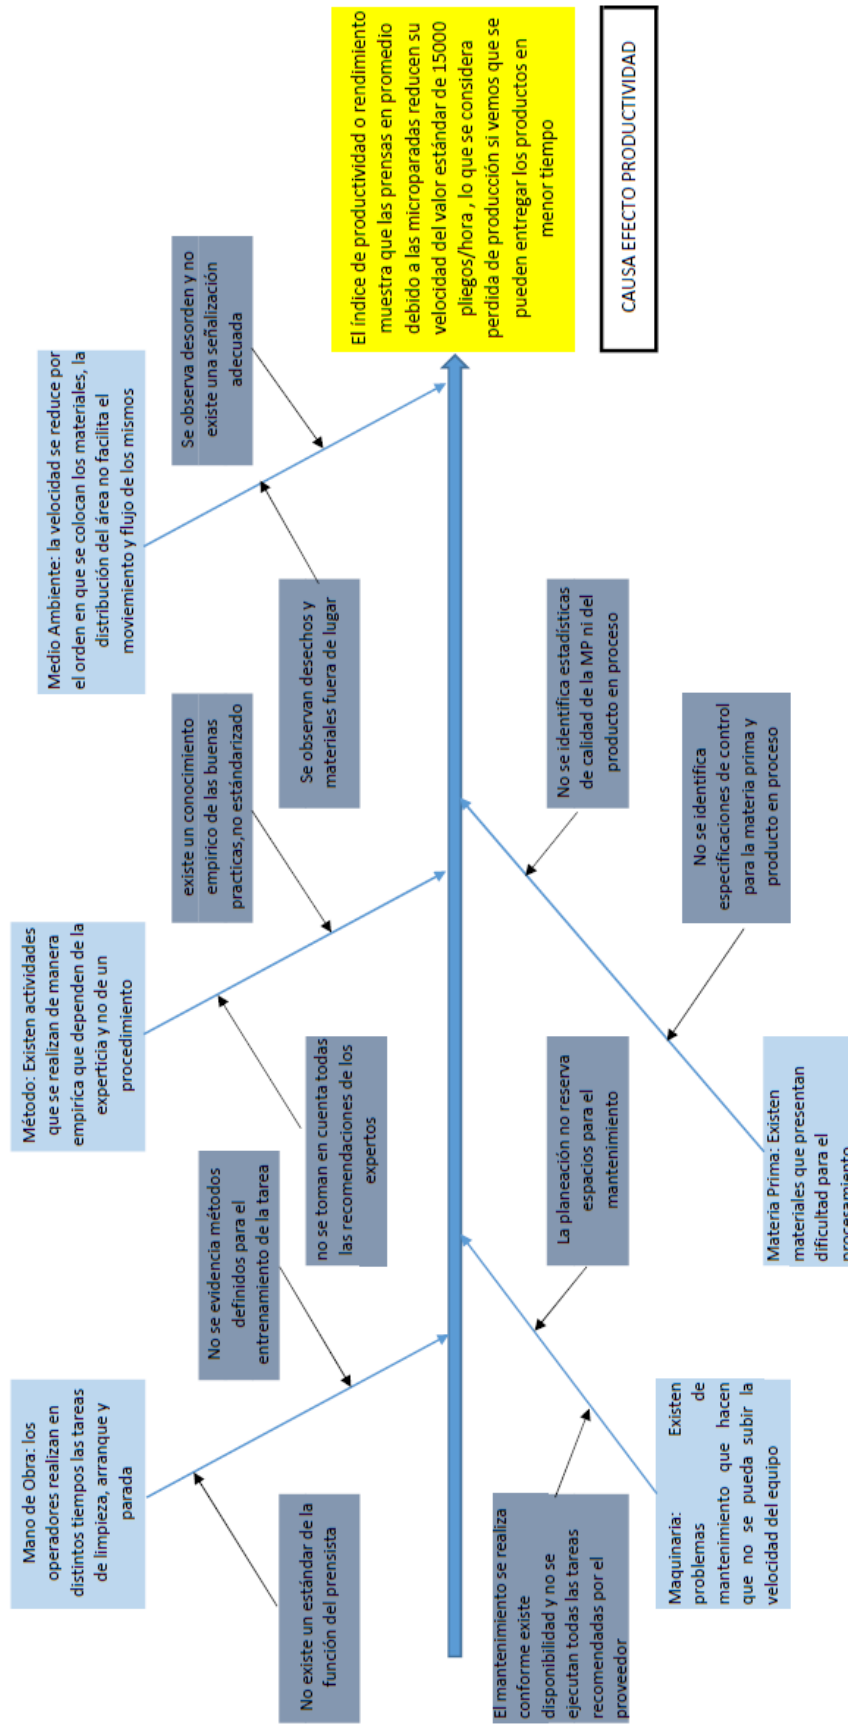 Mano de Obra: los
operadores realizan en
distintos tiempos las tareas
de limpieza, arranque y
parada
Método: Existen actividades
que se realizan de manera
empiríca que dependen de la
experticia y no de un
procedimiento
Medio Ambiente: la velocidad se reduce por
el orden en que se colocan los materiales, la
distribución del área no facilita el
moviemiento y flujo de los mismos
No se evidencia métodos
definidos para el
entrenamiento de la tarea
existe un conocimiento
empirico de las buenas
practicas,no estándarizado
Se observa desorden y no
existe una señalización
adecuada
No existe un estándar de la
función del prensista
no se toman en cuenta todas
las recomendaciones de los
expertos
Se observan desechos y
materiales fuera de lugar
El índice de productividad o rendimiento
muestra que las prensas en promedio
debido a las microparadas reducen su
velocidad del valor estándar de 15000
pliegos/hora , lo que se considera
perdida de producción si vemos que se
pueden entregar los productos en
menor tiempo
El mantenimiento se realiza
conforme existe
disponibilidad y no se
ejecutan todas las tareas
recomendadas por el
proveedor
La planeación no reserva
espacios para el
mantenimiento
No se identifica estadísticas
de calidad de la MP ni del
producto en proceso
CAUSA EFECTO PRODUCTIVIDAD
Maquinaria: Existen
problemas de
mantenimiento que hacen
que no se pueda subir la
velocidad del equipo
No se identifica
especificaciones de control
para la materia prima y
producto en proceso
Materia Prima: Existen
materiales que presentan
dificultad para el
procesamiento